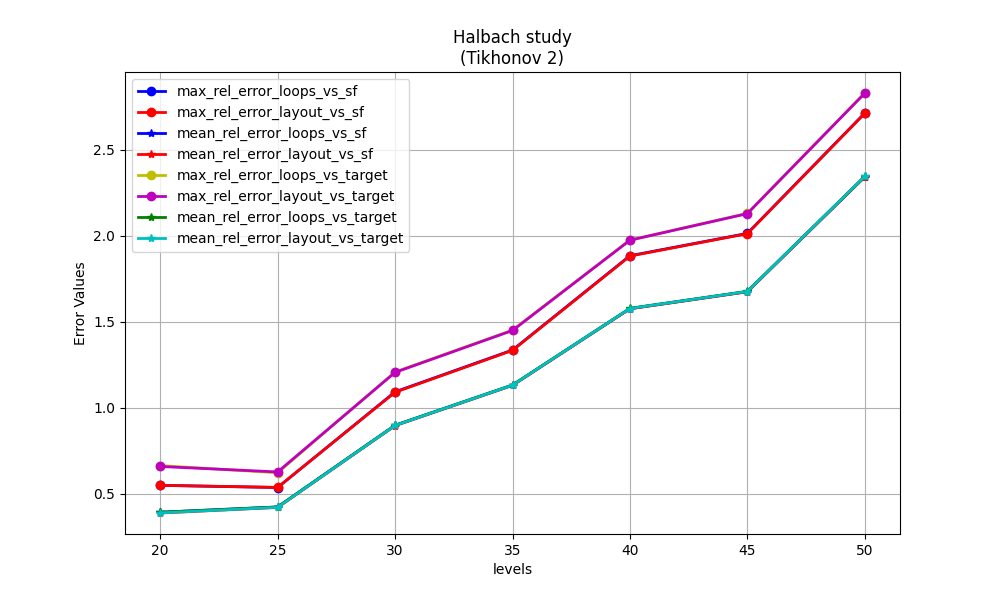 Halbach study
(Tikhonov 2)
max_rel_error_loops_vs_sf
max_rel_error_layout_vs_sf
mean_rel_error_loops_vs_sf
mean_rel_error_layout_vs_sf
max_rel_error_loops_vs_target
max_rel_error_layout_vs_target
mean_rel_error_loops_vs_target
mean_rel_error_layout_vs_target
Error Values
2.5
2.0
1.5
1.0
0.5
20 25 30 35 40 45 50
levels